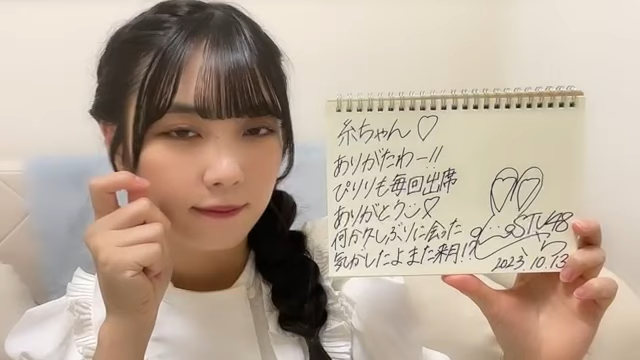 糸ちゃん♡
ありがたわー!!
ぴりりも毎回出席
ありがとう♡
何か久しぶりに会った
気がしたよまた来月!!
STU48
2023.10.13